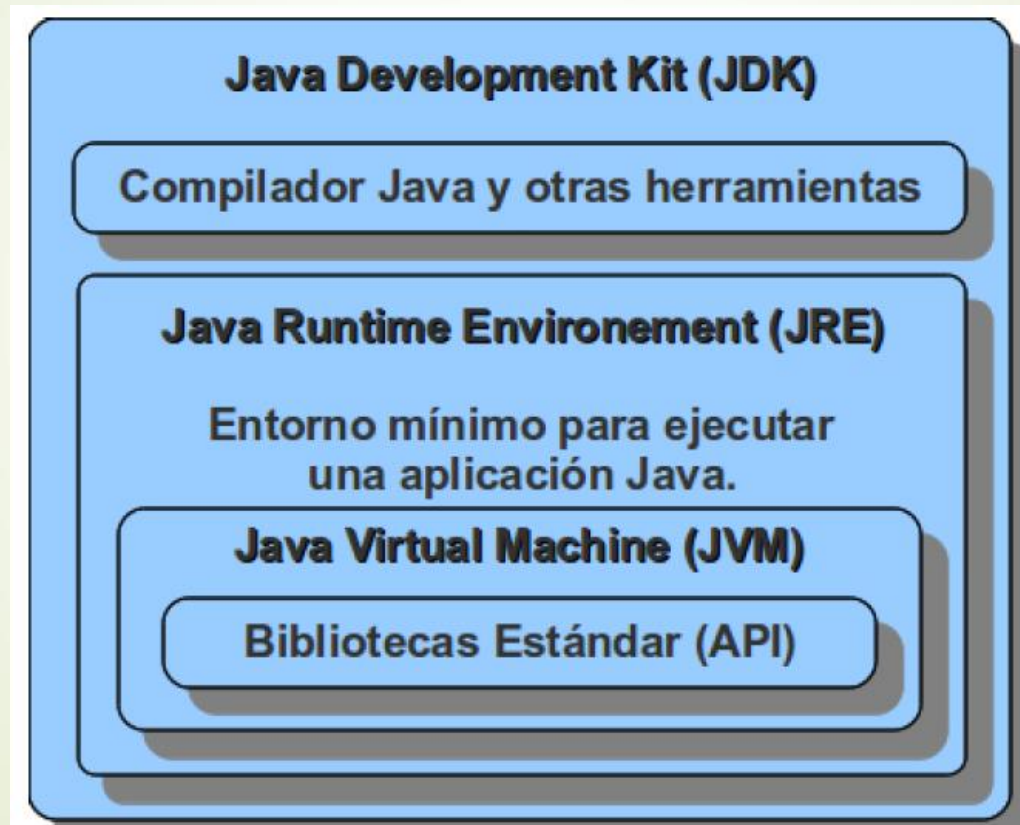 Java Development Kit (JDK)
Compilador Java y otras herramientas
Java Runtime Environement (JRE)
Entorno mínimo para ejecutar
una aplicación Java.
Java Virtual Machine (JVM)
Bibliotecas Estándar (API)